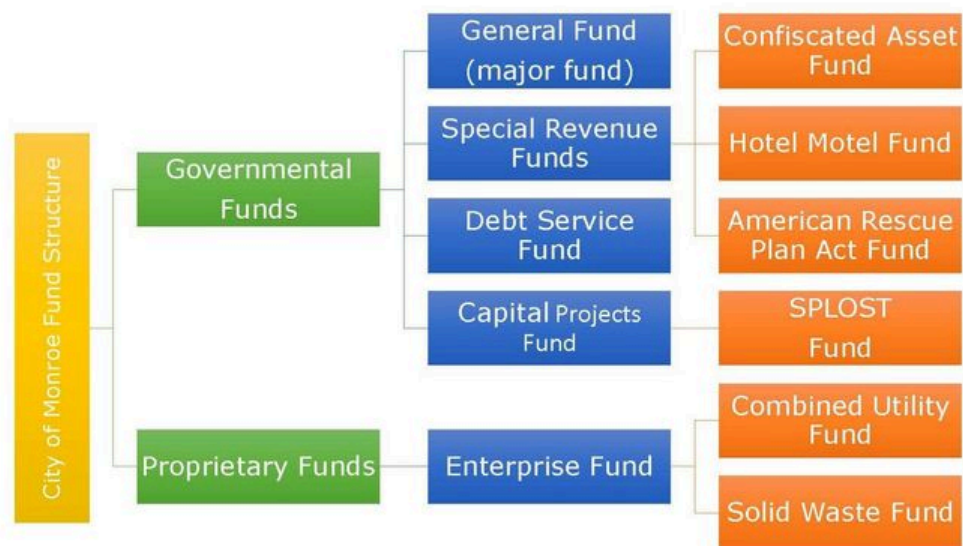 City of Monroe Fund Structure
Governmental
Funds
Proprietary Funds
General Fund
(major fund)
Special Revenue
Funds
Debt Service
Fund
Capital Projects
Fund
Enterprise Fund
Confiscated Asset
Fund
Hotel Motel Fund
American Rescue
Plan Act Fund
SPLOST
Fund
Combined Utility
Fund
Solid Waste Fund